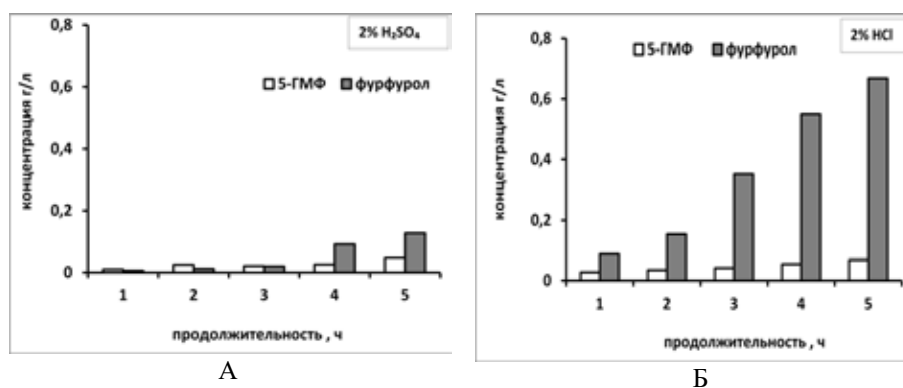 2% H₂SO₄
0,8
5-ГМФ фурфурол
0,6
0,4
0,2
0
концентрация г/л
1 2 3 4 5
продолжительность , ч
А
2% HCl
0,8
5-ГМФ фурфурол
0,6
0,4
0,2
0
концентрация г/л
1 2 3 4 5
продолжительность , ч
Б